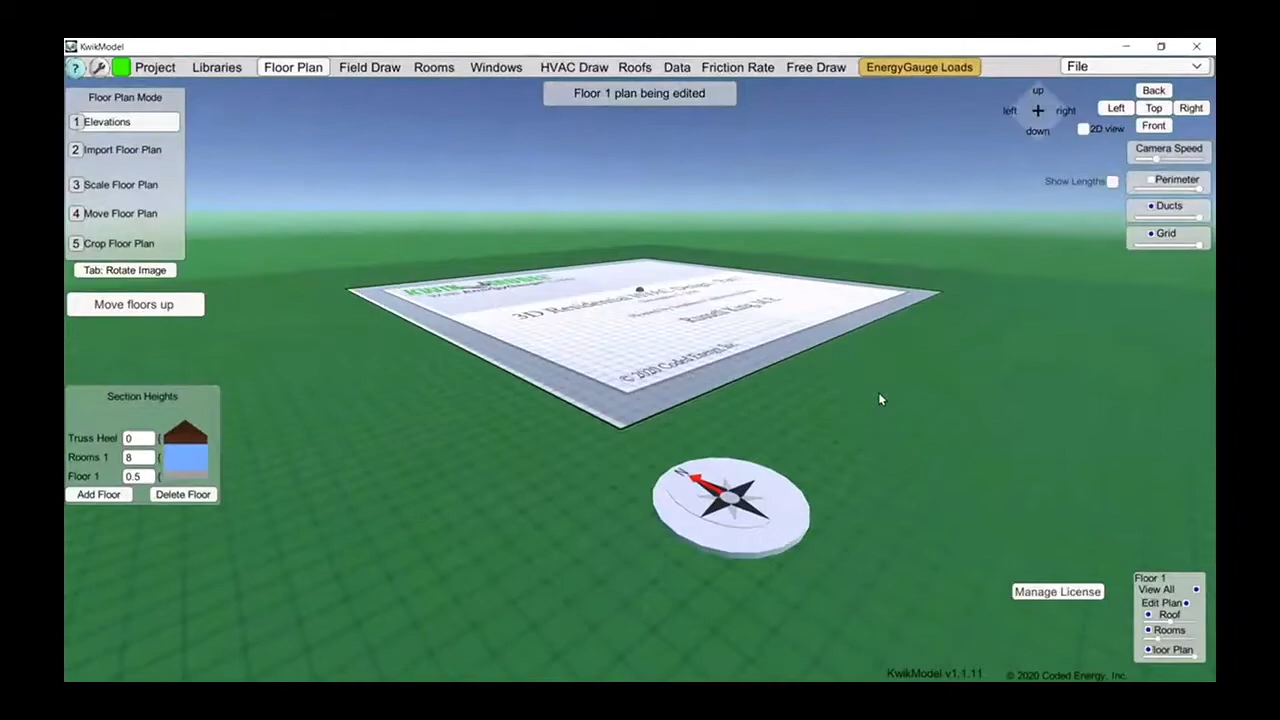 KwikModel
? Project Libraries Floor Plan Field Draw Rooms Windows HVAC Draw Roofs Data Friction Rate Free Draw EnergyGauge Loads File
Floor 1 plan being edited
Floor Plan Mode
1 Elevations
2 Import Floor Plan
3 Scale Floor Plan
4 Move Floor Plan
5 Crop Floor Plan
Tab: Rotate Image
Move floors up
Section Heights
Truss Heel 0
Rooms 1 8
Floor 1 0.5
Add Floor Delete Floor
up
left right
down
2D view
Back
Left Top Right
Front
Camera Speed
Show Lengths Perimeter
Ducts
Grid
3D Residential HVAC Design
© 2020 Coded Energy, Inc.
N
Manage License
Floor 1
View All
Edit Plan
Roof
Rooms
Floor Plan
KwikModel v1.1.11 © 2020 Coded Energy, Inc.